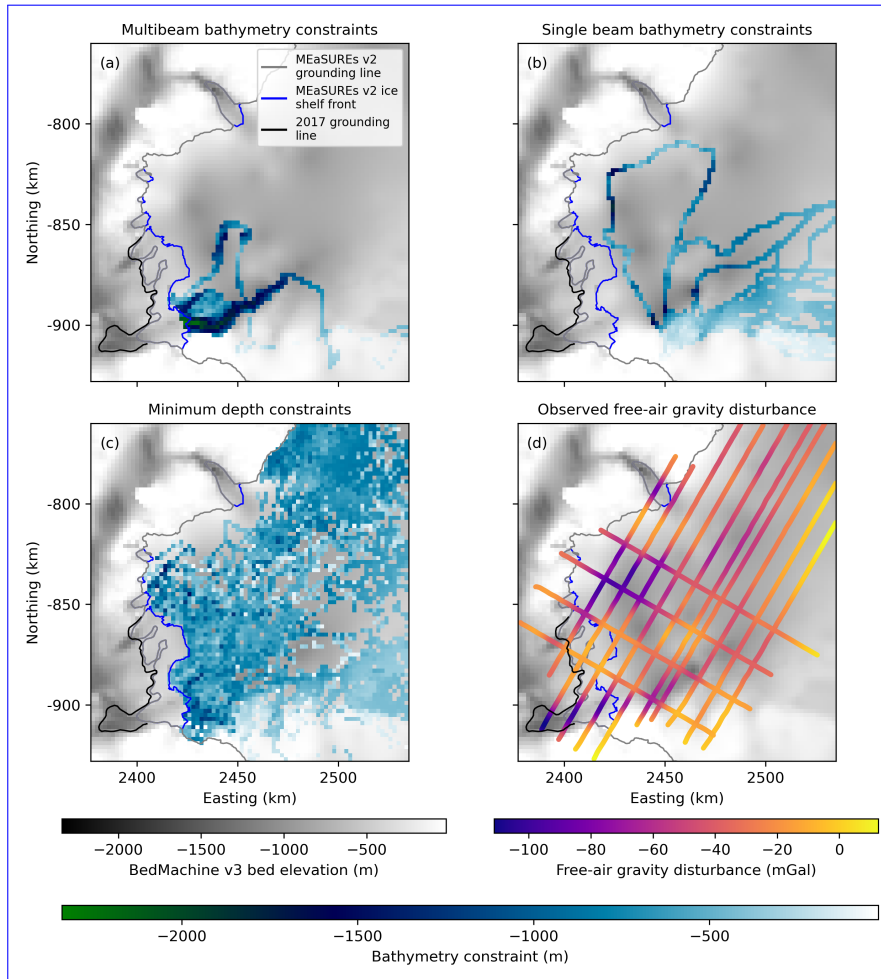 Multibeam bathymetry constraints
Single beam bathymetry constraints
(a)
MEaSUREs v2
grounding line
MEaSUREs v2 ice
shelf front
2017 grounding
line
(b)
-800
-850
-900
Northing (km)
Minimum depth constraints
Observed free-air gravity disturbance
(c)
(d)
-800
-850
-900
Northing (km)
2400 2450 2500
2400 2450 2500
Easting (km)
Easting (km)
−2000 −1500 −1000 −500
BedMachine v3 bed elevation (m)
−100 −80 −60 −40 −20 0
Free-air gravity disturbance (mGal)
−2000 −1500 −1000 −500
Bathymetry constraint (m)